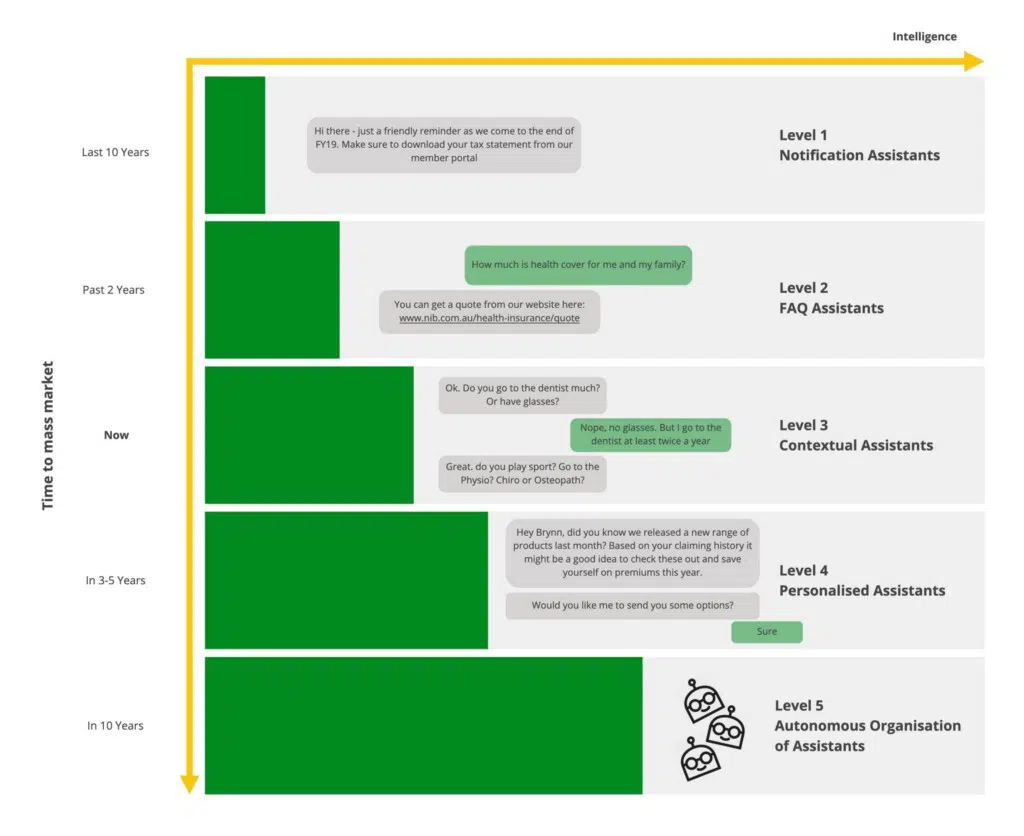 Intelligence
Time to mass market
Last 10 Years
Hi there - just a friendly reminder as we come to the end of
FY19. Make sure to download your tax statement from our
member portal
Level 1
Notification Assistants
Past 2 Years
How much is health cover for me and my family?
You can get a quote from our website here:
www.nib.com.au/health-insurance/quote
Level 2
FAQ Assistants
Now
Ok. Do you go to the dentist much?
Or have glasses?
Nope, no glasses. But I go to the
dentist at least twice a year
Great. do you play sport? Go to the
Physio? Chiro or Osteopath?
Level 3
Contextual Assistants
In 3-5 Years
Hey Brynn, did you know we released a new range of
products last month? Based on your claiming history it
might be a good idea to check these out and save
yourself on premiums this year.
Would you like me to send you some options?
Sure
Level 4
Personalised Assistants
In 10 Years
Level 5
Autonomous Organisation
of Assistants